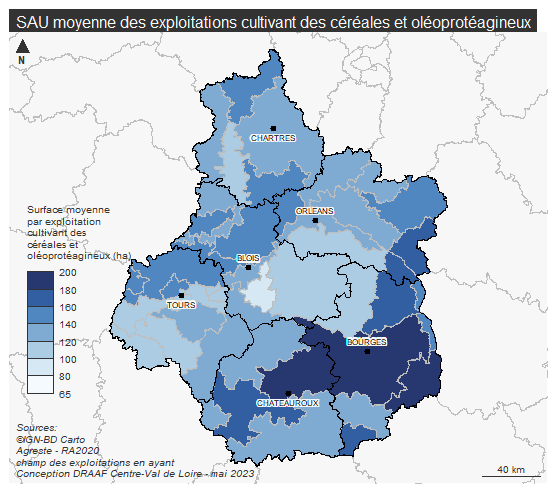 SAU moyenne des exploitations cultivant des céréales et oléoprotéagineux
N
CHARTRES
ORLEANS
BLOIS
TOURS
BOURGES
CHATEAUROUX
Surface moyenne
par exploitation
cultivant des
céréales et
oléoprotéagineux (ha)
200
180
160
140
120
100
80
65
Sources:
©IGN-BD Carto
Agreste - RA2020
champ des exploitations en ayant
Conception DRAAF Centre-Val de Loire - mai 2023
40 km